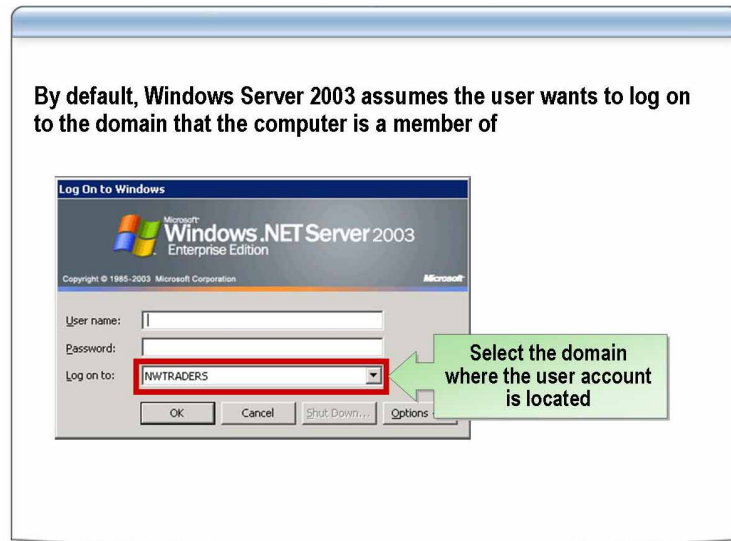 By default, Windows Server 2003 assumes the user wants to log on
to the domain that the computer is a member of
Log On to Windows
Microsoft
Windows .NET Server 2003
Enterprise Edition
Copyright © 1985-2003 Microsoft Corporation
Microsoft
User name:
Password:
Log on to:
NWTRADERS
OK
Cancel
Shut Down...
Options
Select the domain
where the user account
is located